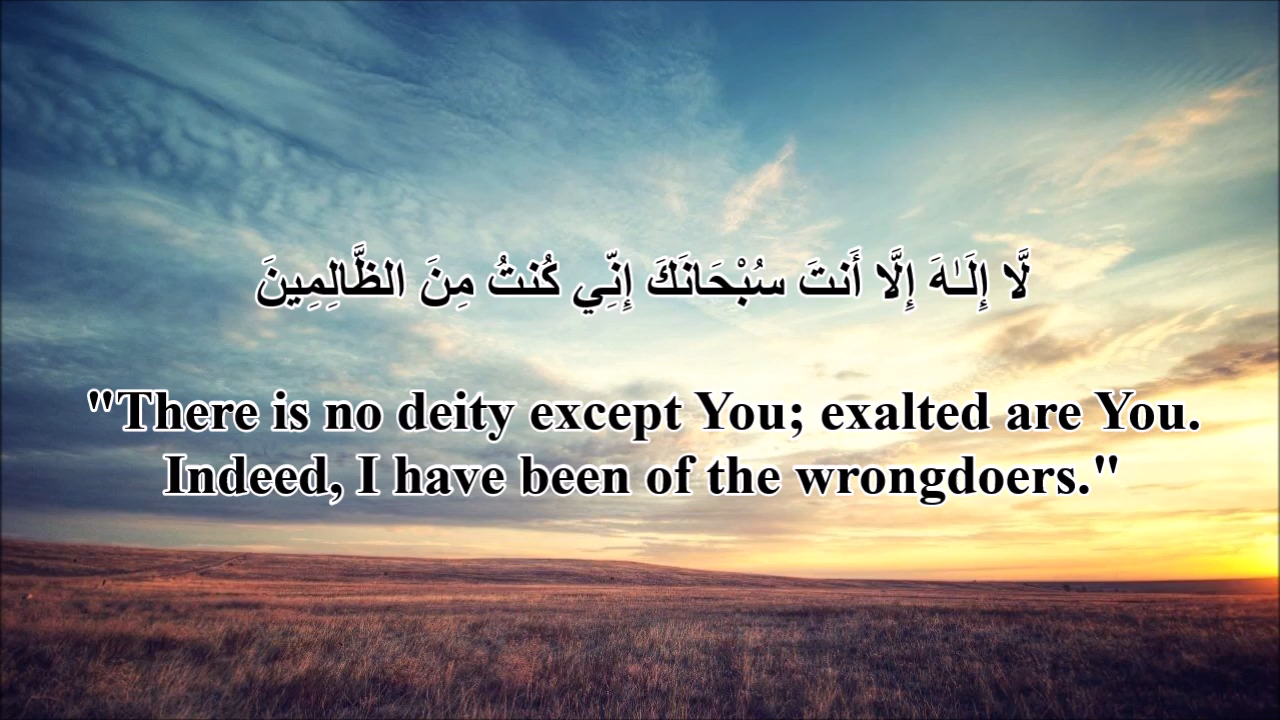 لَّا إِلَـٰهَ إِلَّا أَنتَ سُبْحَانَكَ إِنِّي كُنتُ مِنَ الظَّالِمِينَ
"There is no deity except You; exalted are You.
Indeed, I have been of the wrongdoers."